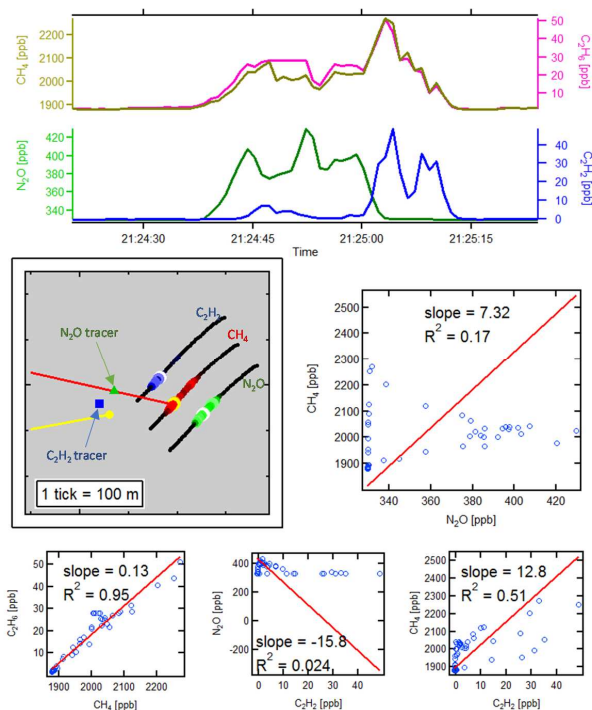 CH4 [ppb]
2200
2100
2000
1900
50
40
30
20
10
C2H6 [ppb]
N2O [ppb]
420
400
380
360
340
40
30
20
10
0
C2H2 [ppb]
21:24:30
21:24:45
21:25:00
21:25:15
Time
C2H2
CH4
N2O
N2O tracer
C2H2 tracer
1 tick = 100 m
slope = 7.32
R2 = 0.17
CH4 [ppb]
2500
2400
2300
2200
2100
2000
1900
340
360
380
400
420
N2O [ppb]
slope = 0.13
R2 = 0.95
C2H6 [ppb]
50
40
30
20
10
1900
2000
2100
2200
CH4 [ppb]
N2O [ppb]
400
200
0
-200
slope = -15.8
R2 = 0.024
0
10
20
30
40
C2H2 [ppb]
slope = 12.8
R2 = 0.51
CH4 [ppb]
2500
2400
2300
2200
2100
2000
1900
0
10
20
30
40
C2H2 [ppb]